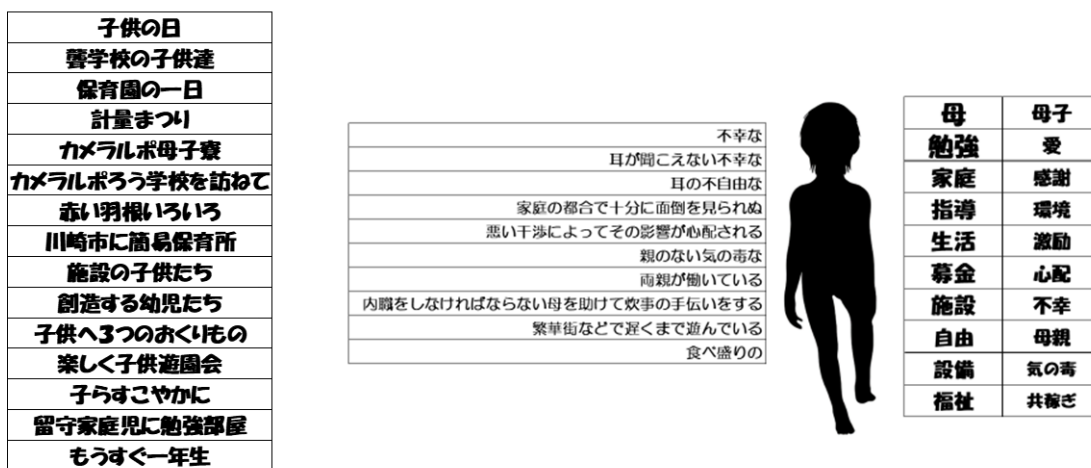 子供の日
聾学校の子供達
保育園の一日
計量まつり
カメラルポ母子寮
カメラルポろう学校を訪ねて
赤い羽根いろいろ
川崎市に簡易保育所
施設の子供たち
創造する幼児たち
子供へ3つのおくりもの
楽しく子供遊園会
子らすこやかに
留守家庭児に勉強部屋
もうすぐ一年生
不幸な
耳が聞こえない不幸な
耳の不自由な
家庭の都合で十分に面倒を見られぬ
悪い干渉によってその影響が心配される
親のない気の毒な
両親が働いている
内職をしなければならない母を助けて炊事の手伝いをする
繁華街などで遅くまで遊んでいる
食べ盛りの
母 母子
勉強 愛
家庭 感謝
指導 環境
生活 激励
募金 心配
施設 不幸
自由 母親
設備 気の毒
福祉 共稼ぎ